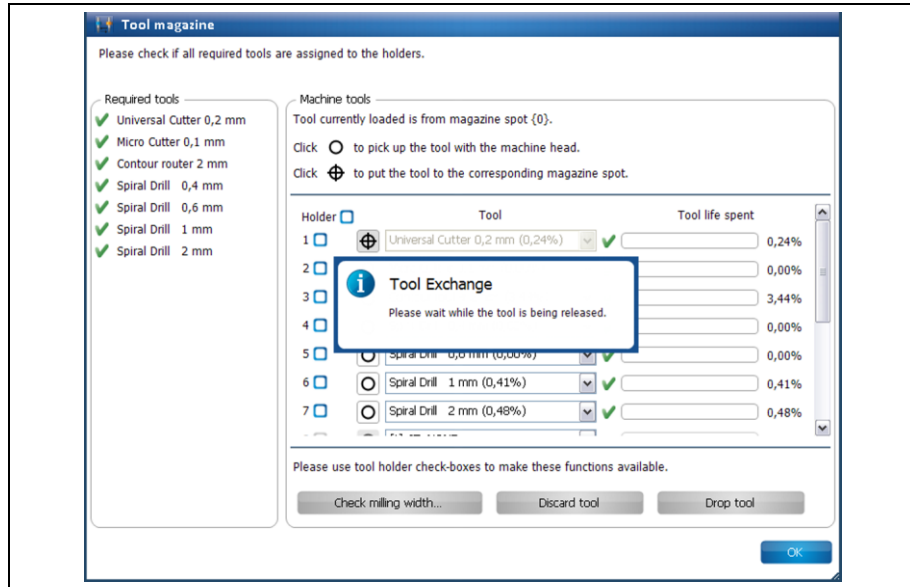 Tool magazine
Please check if all required tools are assigned to the holders.
Required tools
Universal Cutter 0,2 mm
Micro Cutter 0,1 mm
Contour router 2 mm
Spiral Drill 0,4 mm
Spiral Drill 0,6 mm
Spiral Drill 1 mm
Spiral Drill 2 mm
Machine tools
Tool currently loaded is from magazine spot {0}.
Click to pick up the tool with the machine head.
Click to put the tool to the corresponding magazine spot.
Holder Tool Tool life spent
1 Universal Cutter 0,2 mm (0,24%) 0,24%
2 0,00%
3 3,44%
4 0,00%
5 Spiral Drill 0,6 mm (0,00%) 0,00%
6 Spiral Drill 1 mm (0,41%) 0,41%
7 Spiral Drill 2 mm (0,48%) 0,48%
Tool Exchange
Please wait while the tool is being released.
Please use tool holder check-boxes to make these functions available.
Check milling width... Discard tool Drop tool
OK